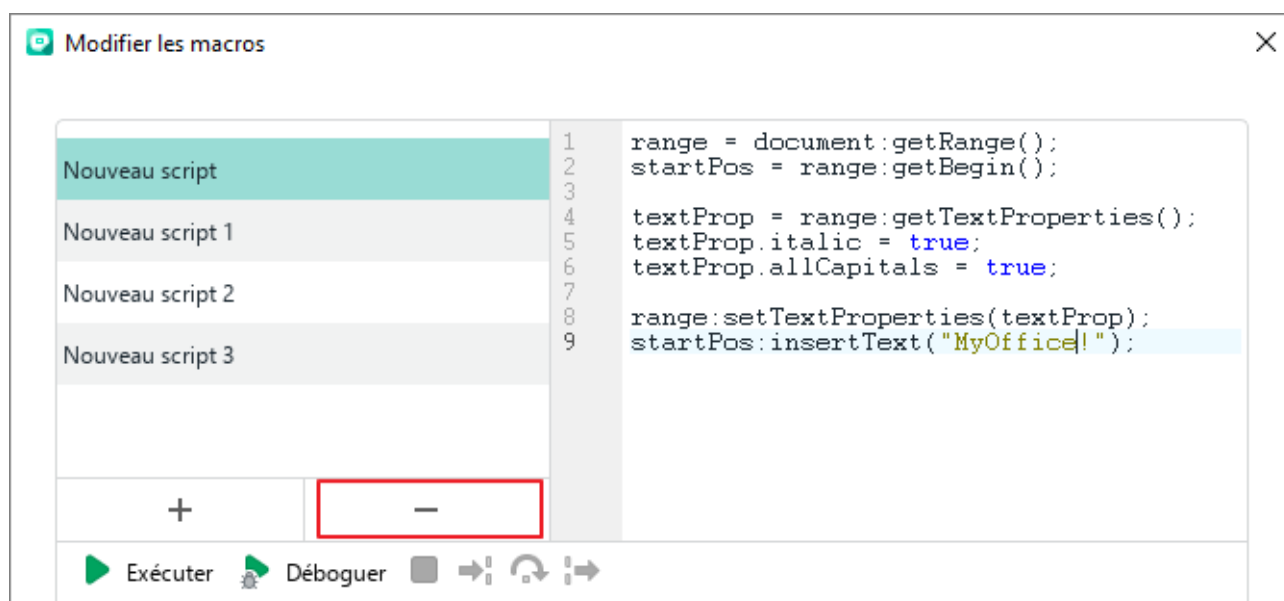 Modifier les macros
Nouveau script
Nouveau script 1
Nouveau script 2
Nouveau script 3
1 range = document:getRange();
2 startPos = range:getBegin();
3
4 textProp = range:getTextProperties();
5 textProp.italic = true;
6 textProp.allCapitals = true;
7
8 range:setTextProperties(textProp);
9 startPos:insertText("MyOffice!");
Exécuter Déboguer